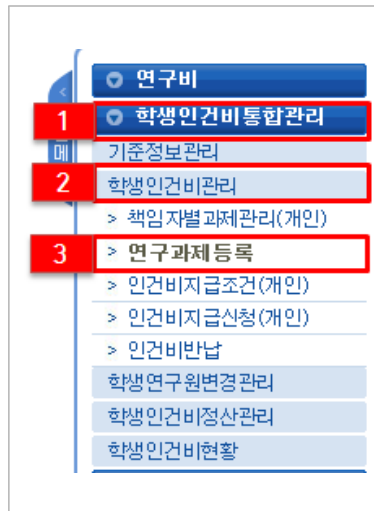 연구비
1 학생인건비통합관리
메 기준정보관리
2 학생인건비관리
> 책임자별과제관리(개인)
3 > 연구과제등록
> 인건비지급조건(개인)
> 인건비지급신청(개인)
> 인건비반납
학생연구원변경관리
학생인건비정산관리
학생인건비현황